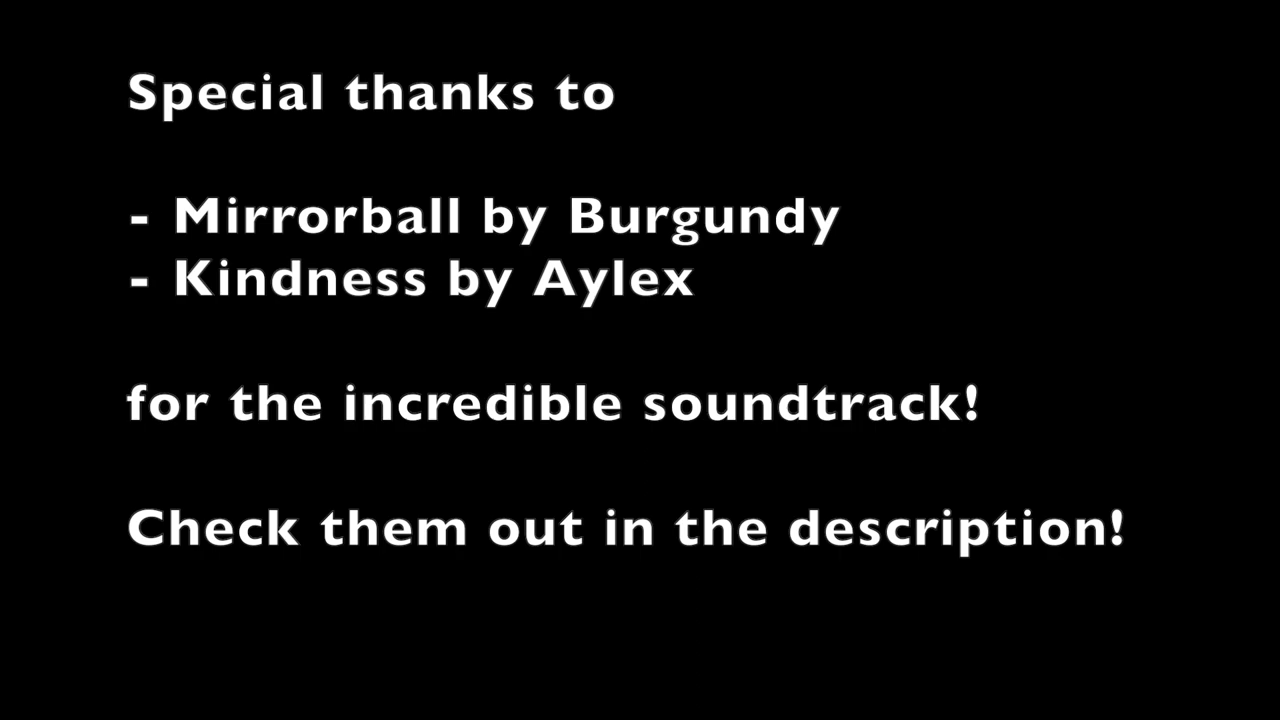 Special thanks to
- Mirrorball by Burgundy
- Kindness by Aylex
for the incredible soundtrack!
Check them out in the description!